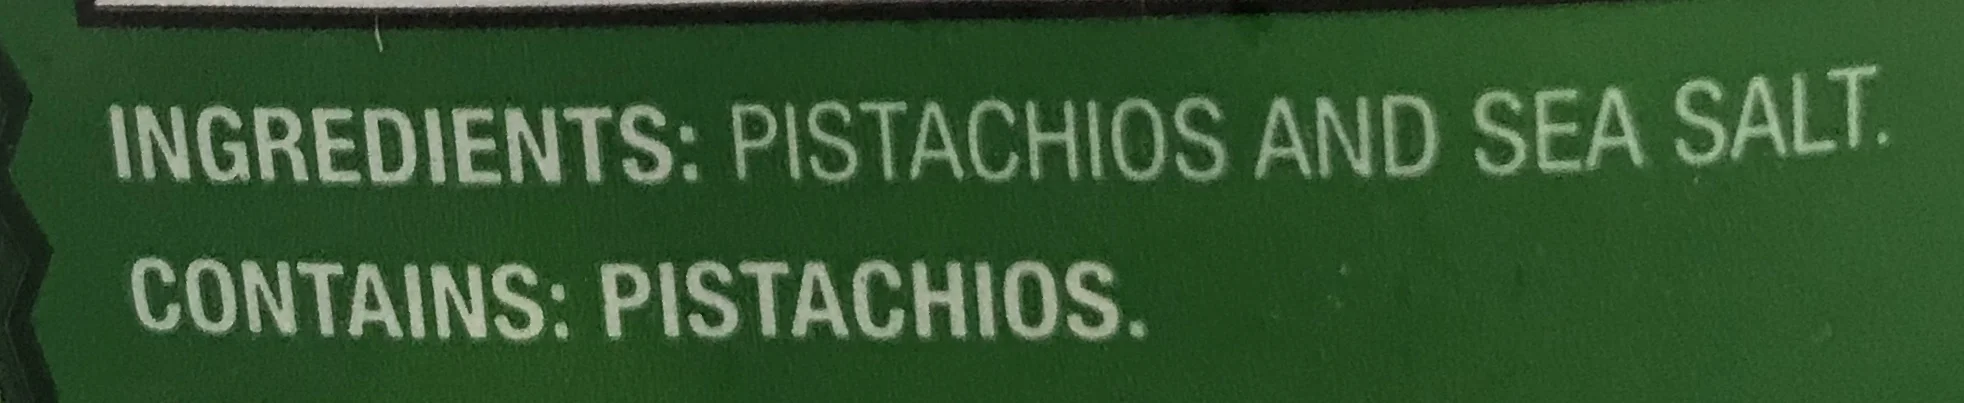 INGREDIENTS: PISTACHIOS AND SEA SALT.
CONTAINS: PISTACHIOS.